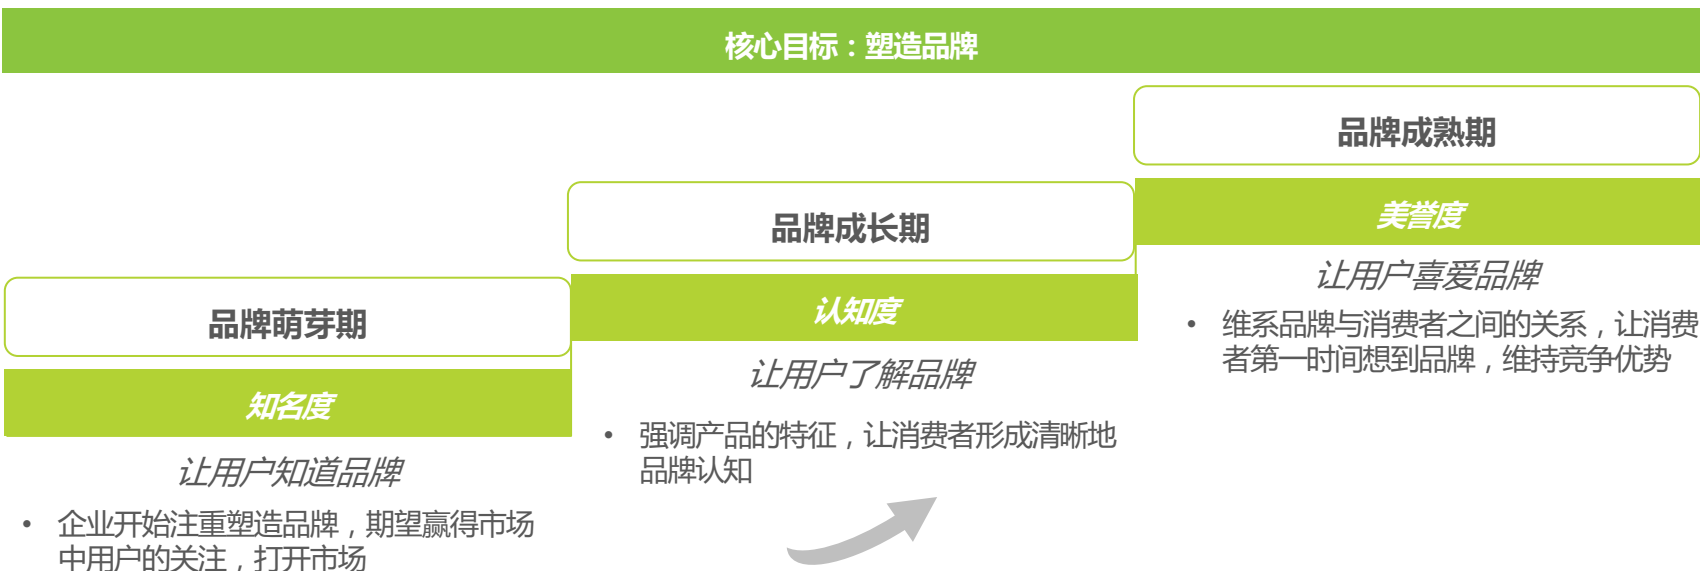 核心目标：塑造品牌
品牌萌芽期
知名度
让用户知道品牌
• 企业开始注重塑造品牌，期望赢得市场
中用户的关注，打开市场
品牌成长期
认知度
让用户了解品牌
• 强调产品的特征，让消费者形成清晰地
品牌认知
品牌成熟期
美誉度
让用户喜爱品牌
• 维系品牌与消费者之间的关系，让消费
者第一时间想到品牌，维持竞争优势